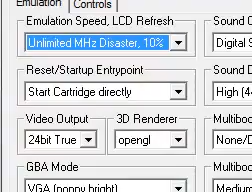 Emulation Controls
Emulation Speed, LCD Refresh Sound O
Unlimited MHz Disaster, 10% Digital S
Reset/Startup Entrypoint Sound D
Start Cartridge directly High (4
Video Output 3D Renderer Multiboo
24bit True opengl None/D
GBA Mode Multiboo
VGA (poppy bright) Medium